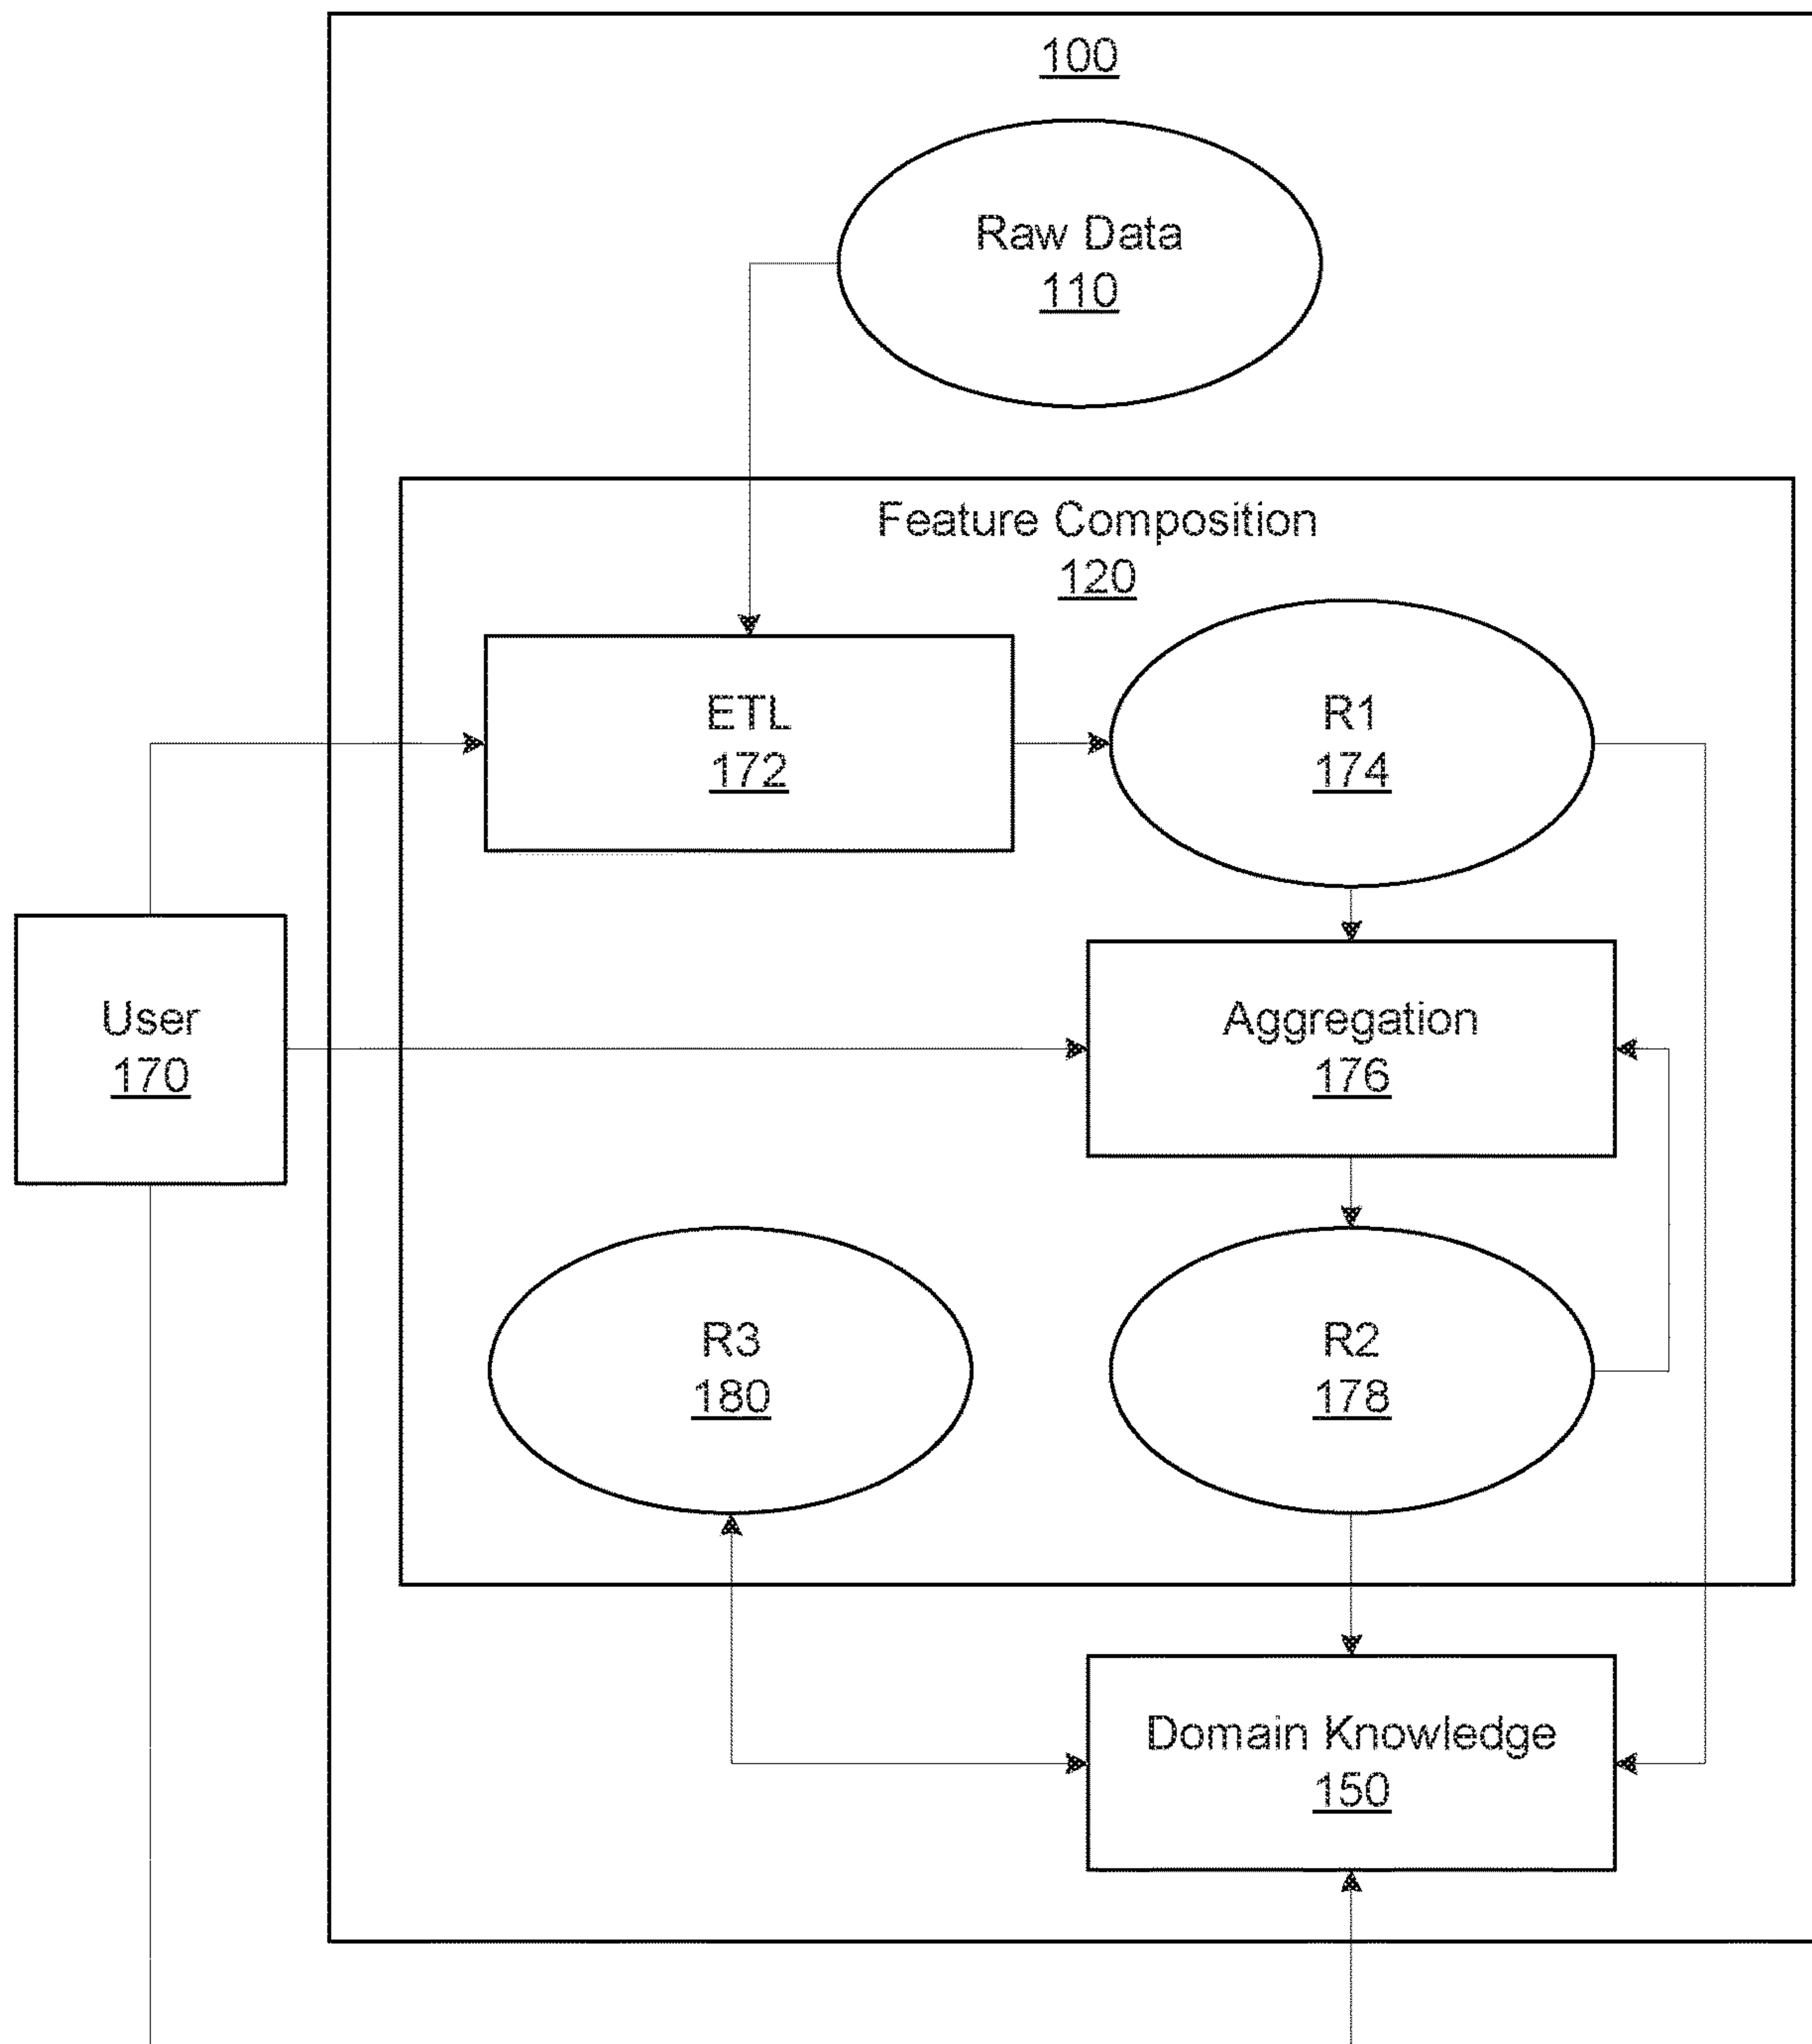 100
Raw Data
110
Feature Composition
120
ETL
172
R1
174
User
170
Aggregation
176
R3
180
R2
178
Domain Knowledge
150